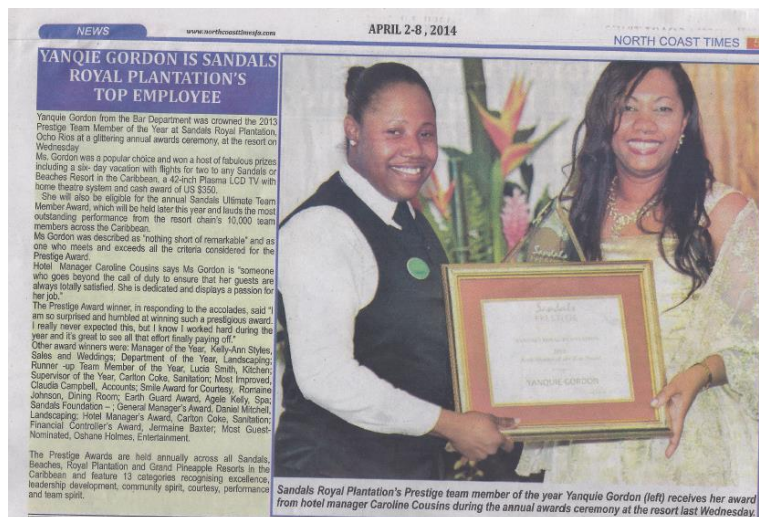 NEWS
www.northcoasttimesja.com
APRIL 2-8, 2014
NORTH COAST TIMES
YANQIE GORDON IS SANDALS
ROYAL PLANTATION'S
TOP EMPLOYEE
Yanquie Gordon from the Bar Department was crowned the 2013
Prestige Team Member of the Year at Sandals Royal Plantation,
Ocho Rios at a glittering annual awards ceremony, at the resort on
Wednesday
Ms. Gordon was a popular choice and won a host of fabulous prizes
including a six- day vacation with flights for two to any Sandals or
Beaches Resort in the Caribbean, a 42-inch Plasma LCD TV with
home theatre system and cash award of US $350.
She will also be eligible for the annual Sandals Ultimate Team
Member Award, which will be held later this year and lauds the most
outstanding performance from the resort chain's 10,000 team
members across the Caribbean.
Ms Gordon was described as "nothing short of remarkable" and as
one who meets and exceeds all the criteria considered for the
Prestige Award.
Hotel Manager Caroline Cousins says Ms Gordon is "someone
who goes beyond the call of duty to ensure that her guests are
always totally satisfied. She is dedicated and displays a passion for
her job."
The Prestige Award winner, in responding to the accolades, said "I
am so surprised and humbled at winning such a prestigious award.
I really never expected this, but I know I worked hard during the
year and it's great to see all that effort finally paying off."
Other award winners were: Manager of the Year, Kelly-Ann Styles,
Sales and Weddings; Department of the Year, Landscaping;
Runner -up Team Member of the Year, Lucia Smith, Kitchen;
Supervisor of the Year, Carlton Coke, Sanitation; Most Improved,
Claudia Campbell, Accounts; Smile Award for Courtesy, Romaine
Johnson, Dining Room; Earth Guard Award, Agele Kelly, Spa;
Sandals Foundation – ; General Manager's Award, Daniel Mitchell,
Landscaping; Hotel Manager's Award, Carlton Coke, Sanitation;
Financial Controller's Award, Jermaine Baxter; Most Guest-
Nominated, Oshane Holmes, Entertainment.
The Prestige Awards are held annually across all Sandals,
Beaches, Royal Plantation and Grand Pineapple Resorts in the
Caribbean and feature 13 categories recognising excellence,
leadership development, community spirit, courtesy, performance
and team spirit.
Sandals
Sandals
PRESTIGE
YANQUIE GORDON
Sandals Royal Plantation's Prestige team member of the year Yanquie Gordon (left) receives her award
from hotel manager Caroline Cousins during the annual awards ceremony at the resort last Wednesday.